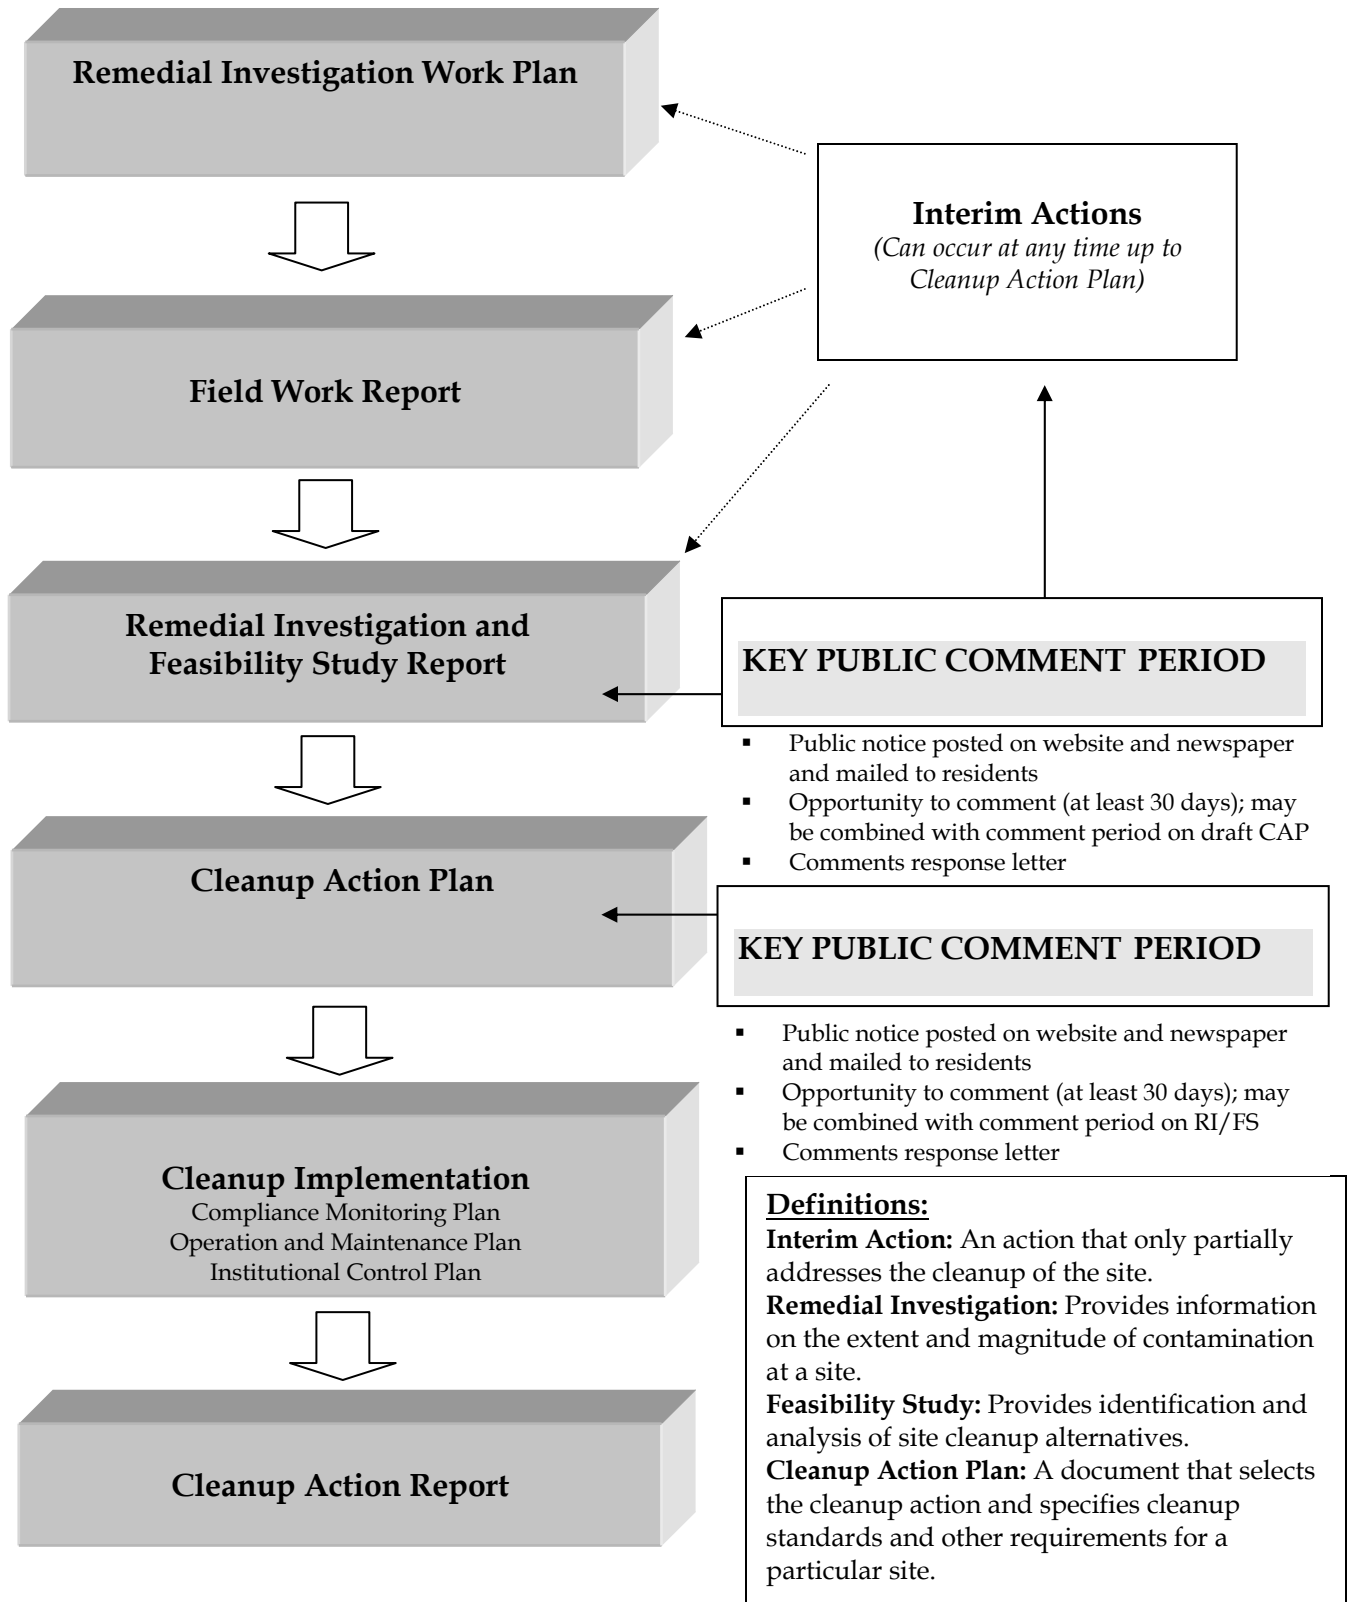 Remedial Investigation Work Plan
Interim Actions
(Can occur at any time up to
Cleanup Action Plan)
Field Work Report
Remedial Investigation and
Feasibility Study Report
KEY PUBLIC COMMENT PERIOD
▪ Public notice posted on website and newspaper
and mailed to residents
▪ Opportunity to comment (at least 30 days); may
be combined with comment period on draft CAP
▪ Comments response letter
Cleanup Action Plan
KEY PUBLIC COMMENT PERIOD
▪ Public notice posted on website and newspaper
and mailed to residents
▪ Opportunity to comment (at least 30 days); may
be combined with comment period on RI/FS
▪ Comments response letter
Cleanup Implementation
Compliance Monitoring Plan
Operation and Maintenance Plan
Institutional Control Plan
Cleanup Action Report
Definitions:
Interim Action: An action that only partially
addresses the cleanup of the site.
Remedial Investigation: Provides information
on the extent and magnitude of contamination
at a site.
Feasibility Study: Provides identification and
analysis of site cleanup alternatives.
Cleanup Action Plan: A document that selects
the cleanup action and specifies cleanup
standards and other requirements for a
particular site.